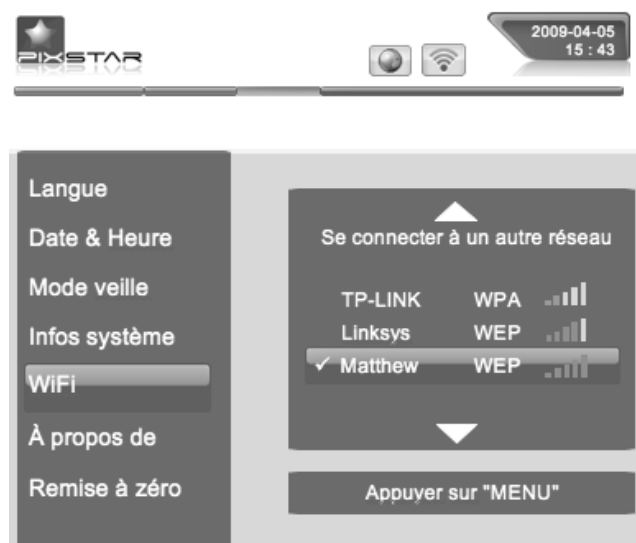 PIXSTAR
2009-04-05
15 : 43
Langue
Date & Heure
Mode veille
Infos système
WiFi
À propos de
Remise à zéro
Se connecter à un autre réseau
TP-LINK WPA
Linksys WEP
✓ Matthew WEP
Appuyer sur "MENU"